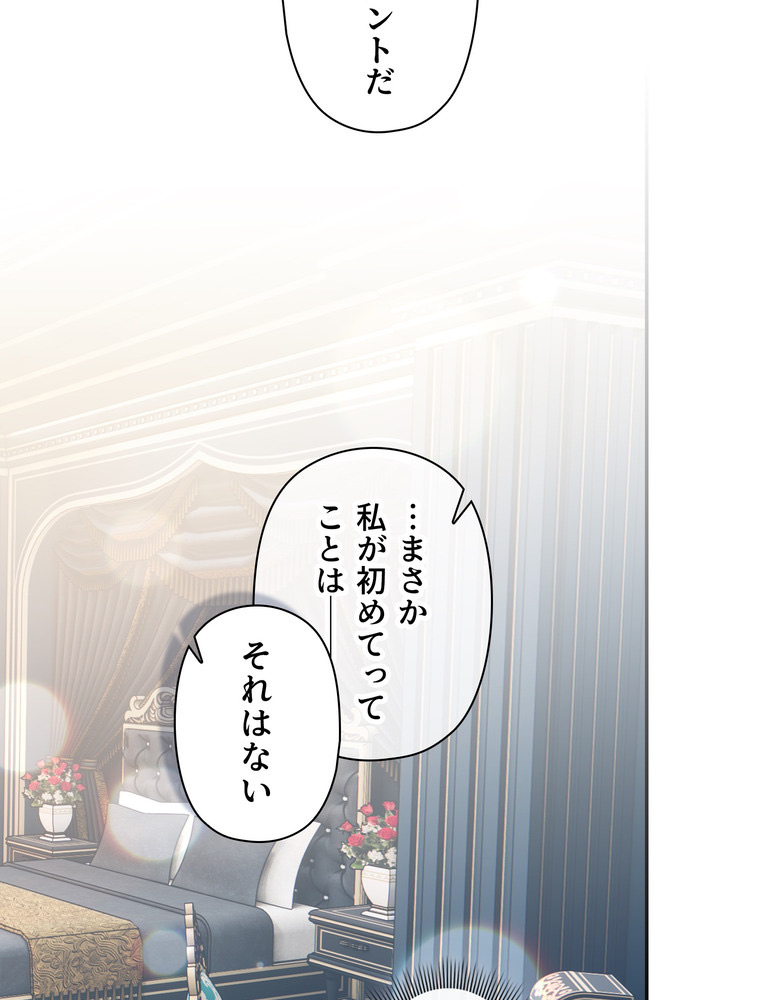 ントだ
…まさか
私が初めてって
ことは―
それはない